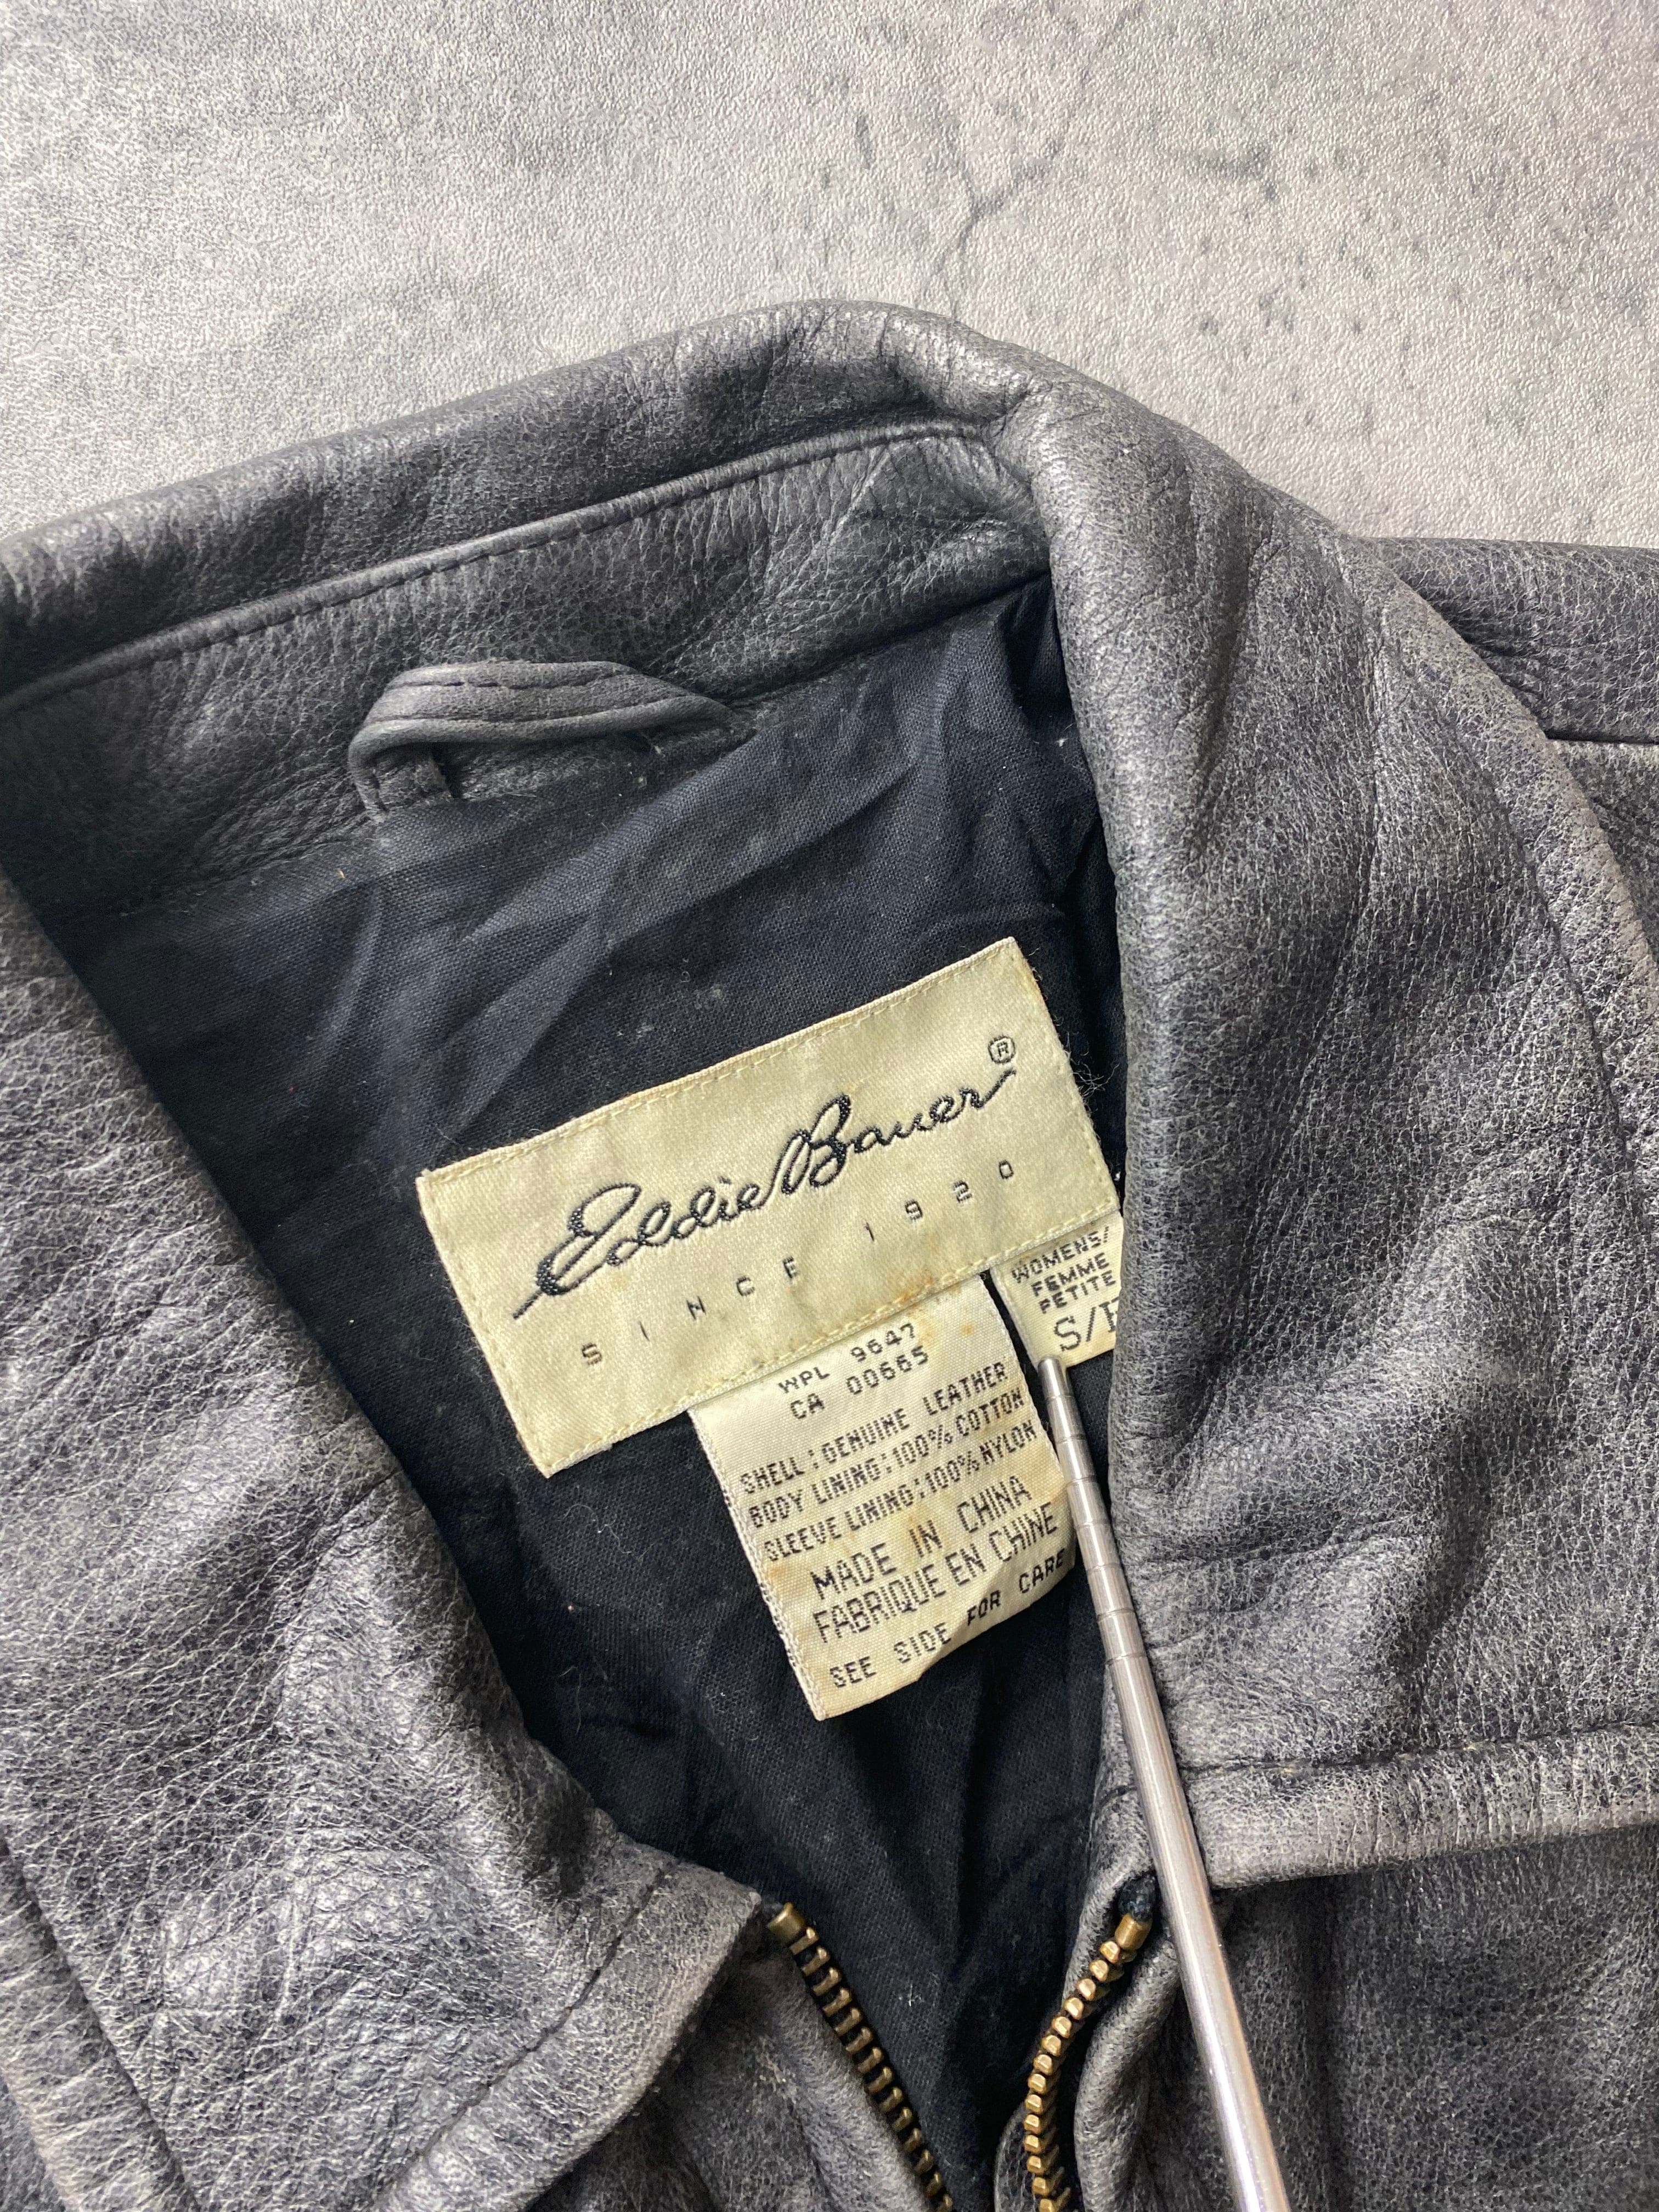 Eddie Bauer®
SINCE 1920
WOMENS/
FEMME
PETITE
WPL 9647
CA 00665
SHELL: GENUINE LEATHER
BODY LINING: 100% COTTON
SLEEVE LINING: 100% NYLON
MADE IN CHINA
FABRIQUE EN CHINE
SEE SIDE FOR CARE